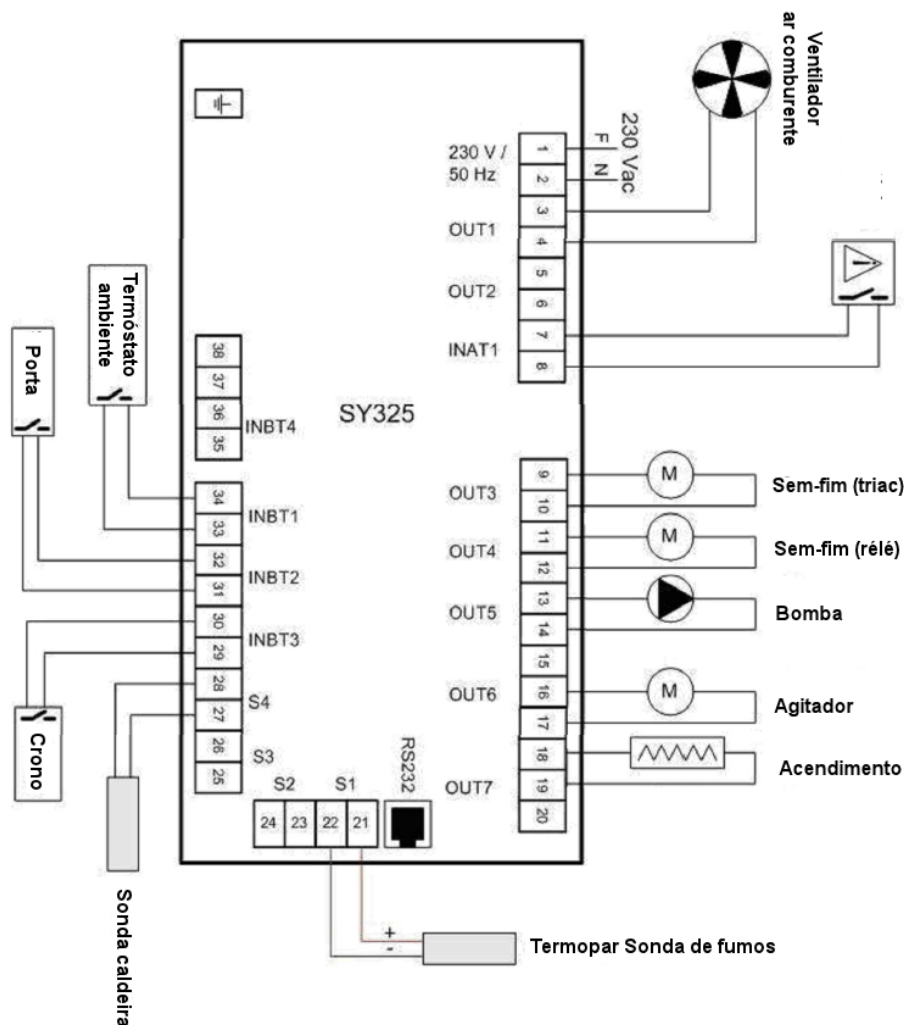 Ventilador
ar comburente
230 Vac
F
N
230 V /
50 Hz
1
2
3
4
5
6
7
8
OUT1
OUT2
INAT1
Termóstato
ambiente
Porta
38
37
36
35
INBT4
SY325
34
33
32
31
30
29
28
27
26
25
INBT1
INBT2
INBT3
S4
S3
Crono
Sonda caldeira
OUT3
OUT4
OUT5
OUT6
OUT7
9
10
11
12
13
14
15
16
17
18
19
20
M
Sem-fim (triac)
M
Sem-fim (rélé)
Bomba
M
Agitador
Acendimento
RS232
S2
S1
24
23
22
21
+
-
Termopar Sonda de fumos